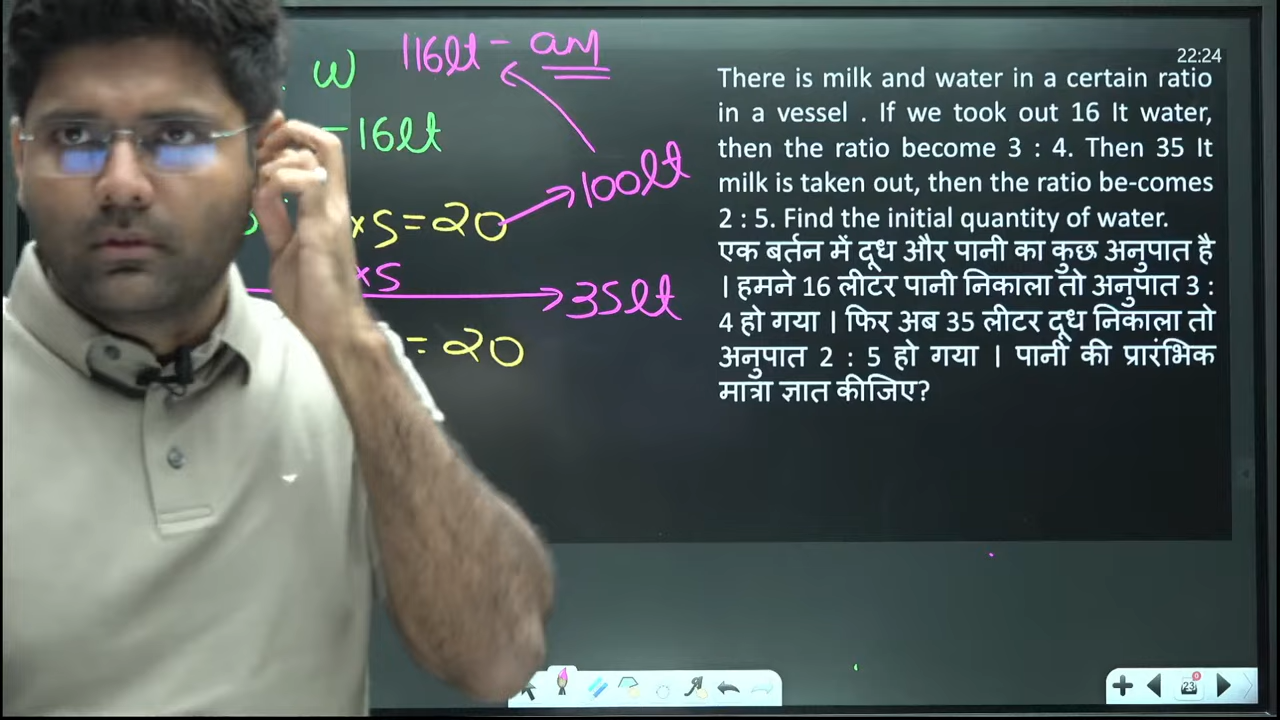 22:24
116lt - any
W
-16lt
100lt
×5=20
×5
35lt
= 20
There is milk and water in a certain ratio
in a vessel . If we took out 16 lt water,
then the ratio become 3 : 4. Then 35 lt
milk is taken out, then the ratio be-comes
2 : 5. Find the initial quantity of water.
एक बर्तन में दूध और पानी का कुछ अनुपात है
। हमने 16 लीटर पानी निकाला तो अनुपात 3 :
4 हो गया । फिर अब 35 लीटर दूध निकाला तो
अनुपात 2 : 5 हो गया । पानी की प्रारंभिक
मात्रा ज्ञात कीजिए?
23